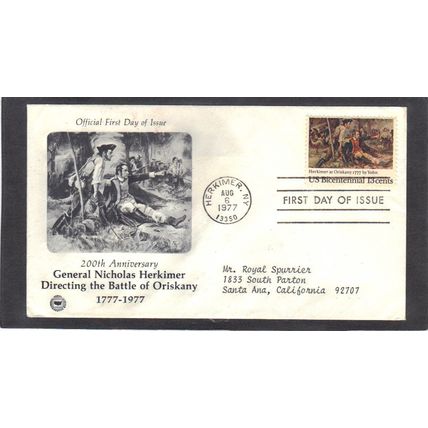 Official First Day of Issue
200th Anniversary
General Nicholas Herkimer
Directing the Battle of Oriskany
1777-1977
HERKIMER, NY
AUG
6
1977
13350
Herkimer at Oriskany 1777 by Yohn
US Bicentennial 13cents
FIRST DAY OF ISSUE
Mr. Royal Spurrier
1833 South Parton
Santa Ana, California 92707